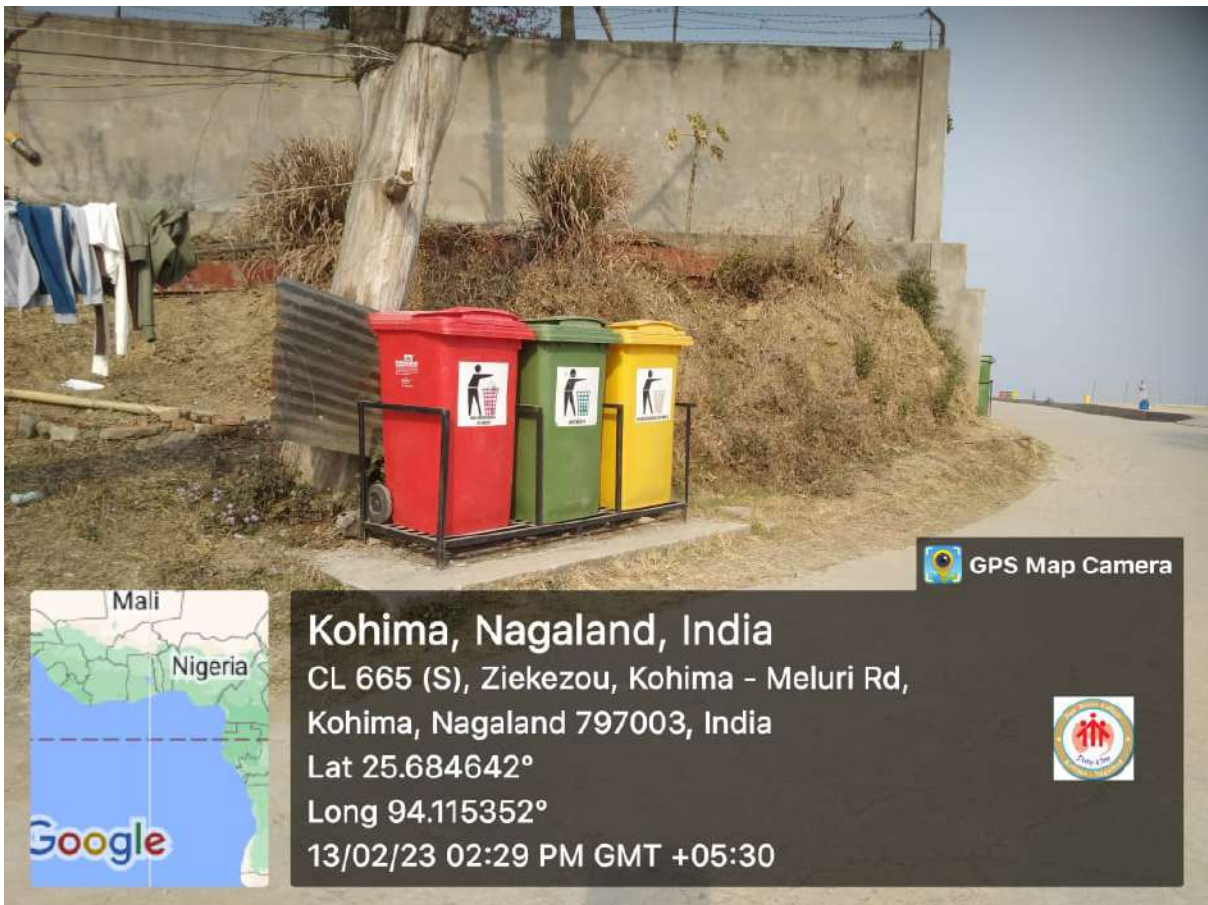 GPS Map Camera
Mali
Nigeria
Google
Kohima, Nagaland, India
CL 665 (S), Ziekezou, Kohima - Meluri Rd,
Kohima, Nagaland 797003, India
Lat 25.684642°
Long 94.115352°
13/02/23 02:29 PM GMT +05:30